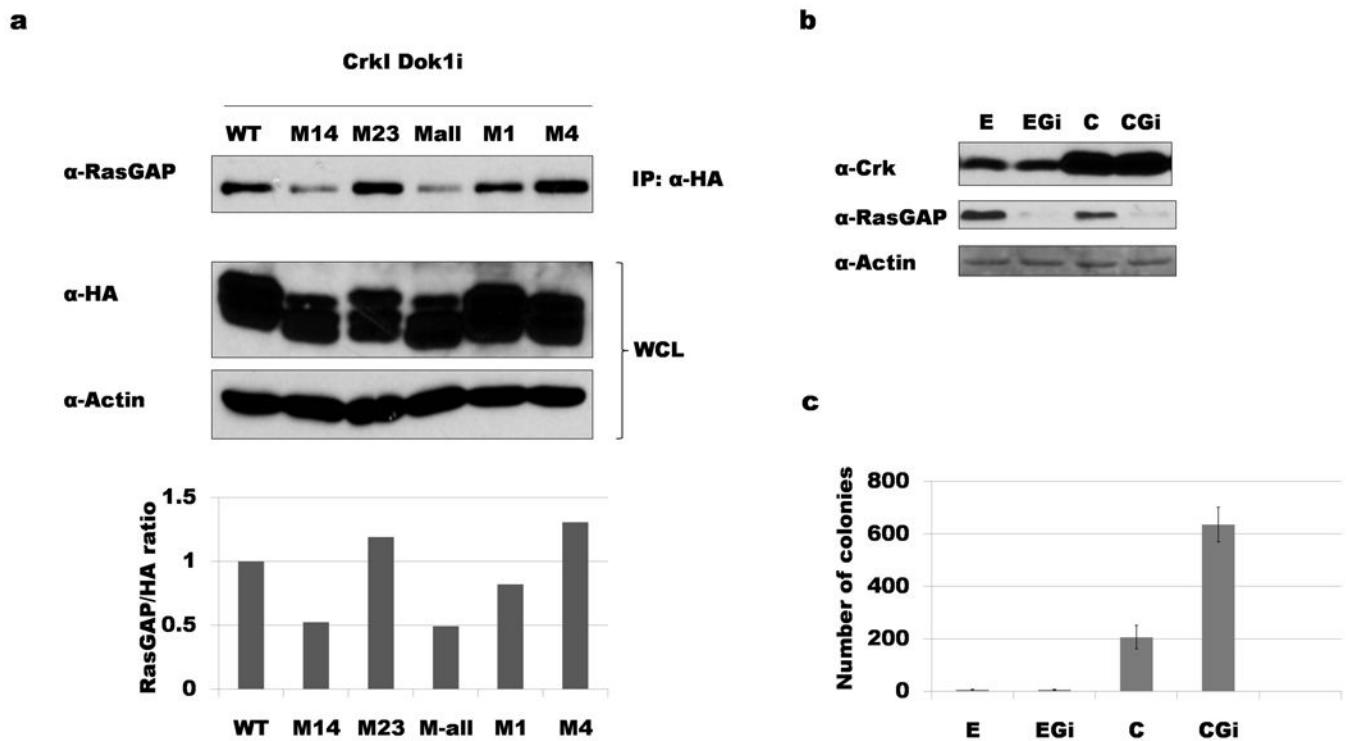 a
CrkI Dok1i
WT M14 M23 Mall M1 M4
α-RasGAP
IP: α-HA
α-HA
WCL
α-Actin
RasGAP/HA ratio
1.5
1
0.5
0
WT M14 M23 M-all M1 M4
b
E EGi C CGi
α-Crk
α-RasGAP
α-Actin
c
Number of colonies
800
600
400
200
0
E EGi C CGi